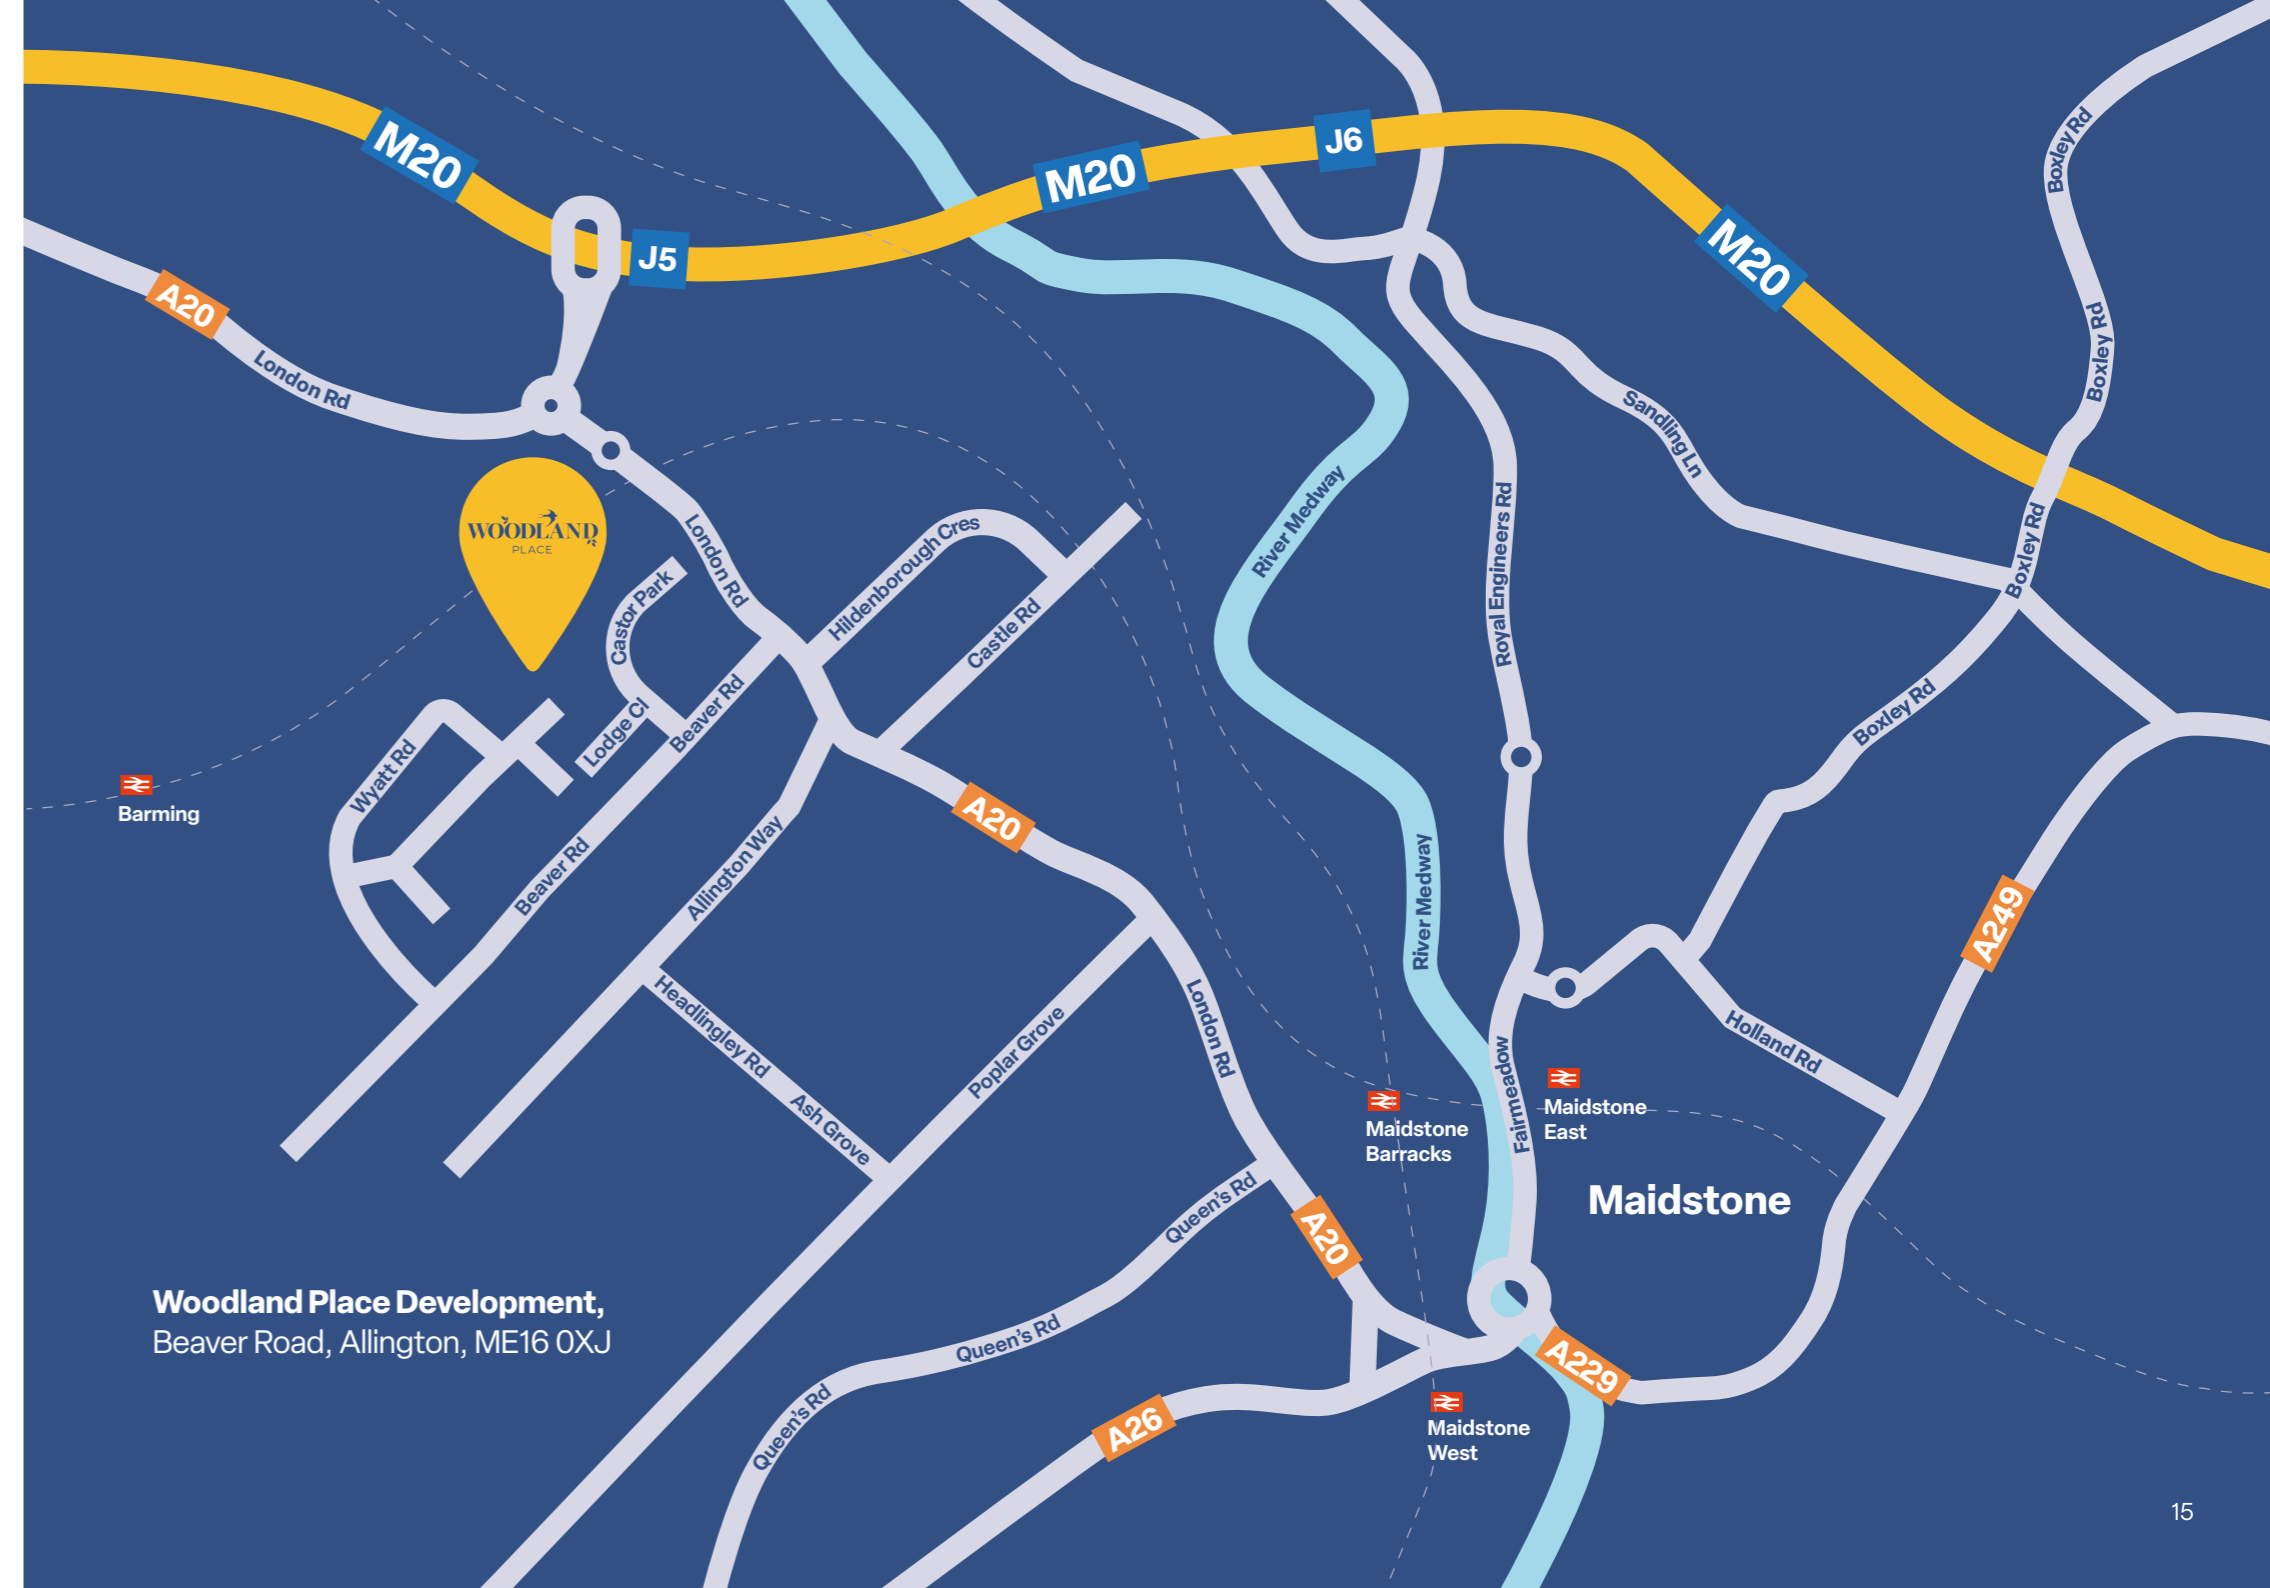 M20
M20
J6
M20
J5
A20
London Rd
Boxley Rd
Boxley Rd
Sandling Ln
River Medway
Royal Engineers Rd
WOODLAND
PLACE
London Rd
Hildenborough Cres
Castor Park
Castle Rd
Boxley Rd
Boxley Rd
Lodge Cl
Beaver Rd
Wyatt Rd
Barming
A20
Beaver Rd
Allington Way
River Medway
A249
Headlingley Rd
Ash Grove
Poplar Grove
London Rd
Fairmeadow
Holland Rd
Maidstone
East
Maidstone
Barracks
Maidstone
Queen's Rd
A20
Woodland Place Development,
Beaver Road, Allington, ME16 0XJ
Queen's Rd
Queen's Rd
A229
A26
Maidstone
West
15